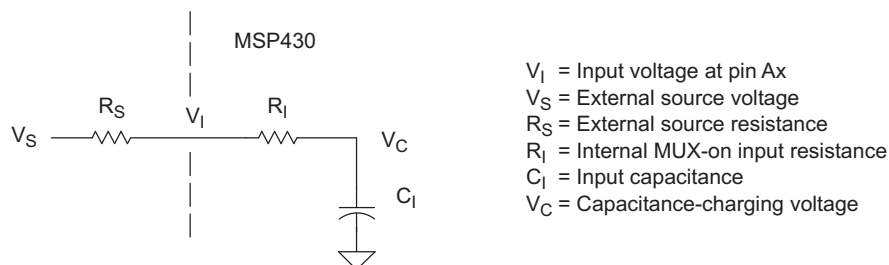 MSP430
V_S
R_S
V_I
R_I
V_C
C_I
V_I = Input voltage at pin Ax
V_S = External source voltage
R_S = External source resistance
R_I = Internal MUX-on input resistance
C_I = Input capacitance
V_C = Capacitance-charging voltage